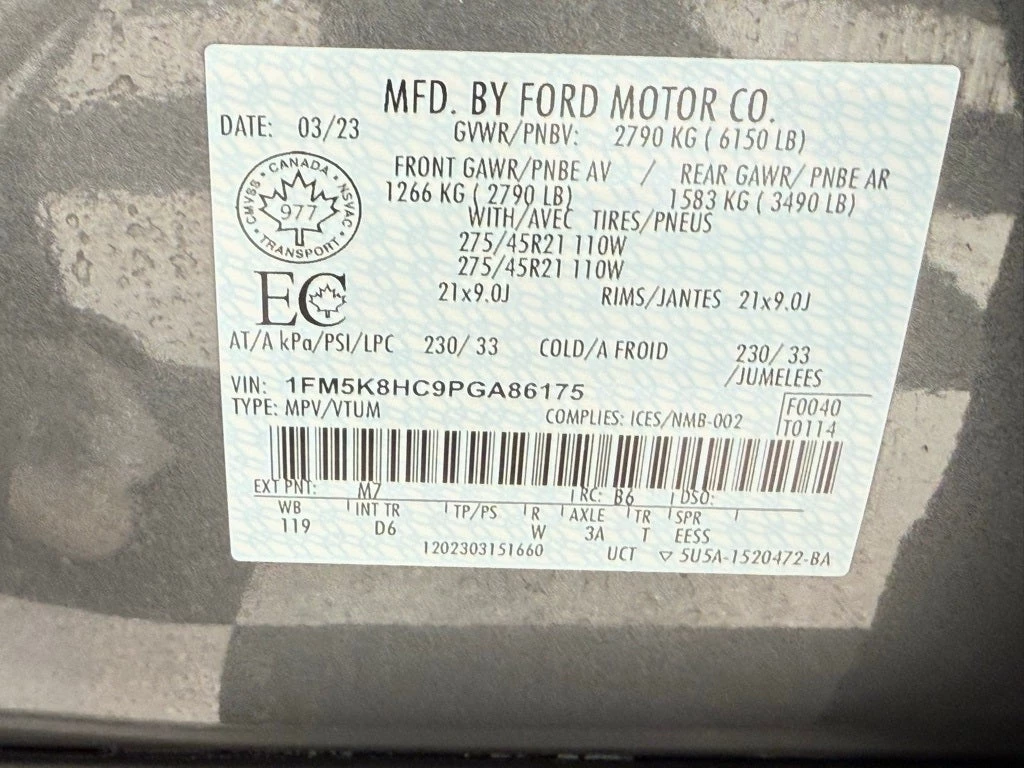 MFD. BY FORD MOTOR CO.
DATE: 03/23
GVWR/PNBV: 2790 KG ( 6150 LB)
FRONT GAWR/PNBE AV / REAR GAWR/ PNBE AR
1266 KG ( 2790 LB) 1583 KG ( 3490 LB)
WITH/AVEC TIRES/PNEUS
275/45R21 110W
275/45R21 110W
21x9.0J RIMS/JANTES 21x9.0J
CANADA
CMVSS NSVAC
977
TRANSPORT
EC
AT/A kPa/PSI/LPC 230/ 33 COLD/A FROID 230/ 33
/JUMELEES
VIN: 1FM5K8HC9PGA86175
TYPE: MPV/VTUM COMPLIES: ICES/NMB-002
F0040
T0114
EXT PNT: M7 RC: B6 DSO:
WB INT TR TP/PS R AXLE TR SPR
119 D6 W 3A T EESS
1202303151660 UCT ▽ 5U5A-1520472-BA